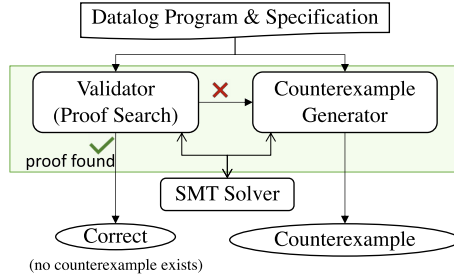 Datalog Program & Specification
Validator
(Proof Search)
Counterexample
Generator
proof found
SMT Solver
Correct
Counterexample
(no counterexample exists)